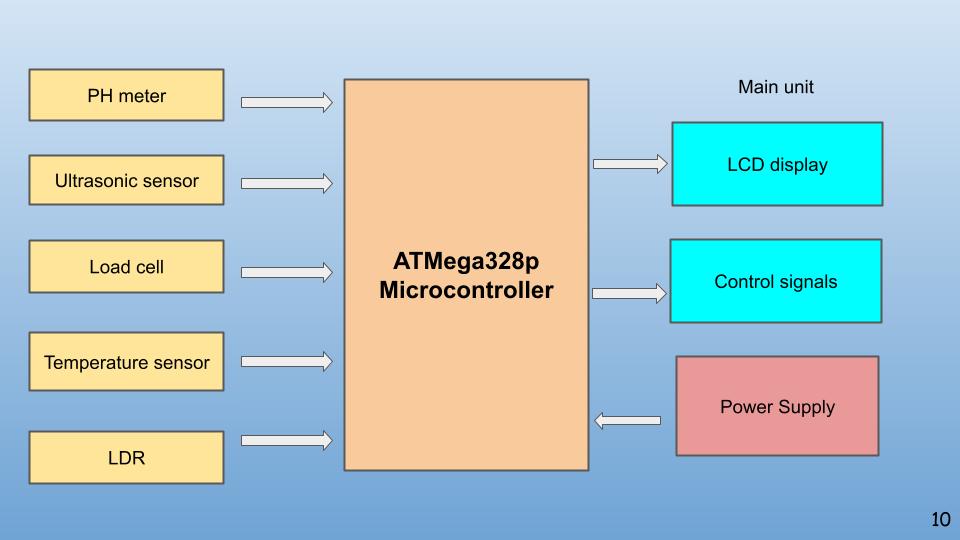 PH meter
Ultrasonic sensor
Load cell
Temperature sensor
LDR
ATMega328p
Microcontroller
Main unit
LCD display
Control signals
Power Supply
10